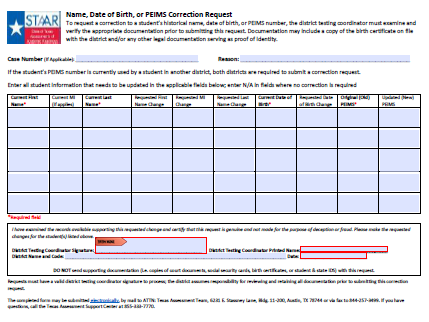 STAAR
Name, Date of Birth, or PEIMS Correction Request
To request a correction to a student's historical name, date of birth, or PEIMS number, the district testing coordinator must examine and
verify the appropriate documentation prior to submitting this request. Documentation may include a copy of the birth certificate on file
with the district and/or any other legal documentation serving as proof of identity.
Case Number (if Applicable): Reason:
If the student's PEIMS number is currently used by a student in another district, both districts are required to submit a correction request.
Enter all student information that needs to be updated in the applicable fields below; enter N/A in fields where no correction is required
Current First Name* Current MI (if applies) Current Last Name* Requested First Name Change Requested MI Change Requested Last Name Change Current Date of Birth* Requested Date of Birth Change Original (Old) PEIMS* Updated (New) PEIMS
*Required field
I have examined the records available supporting this requested change and certify that this request is genuine and not made for the purpose of deception or fraud. Please make the requested
changes for the student(s) listed above.
District Testing Coordinator Signature: District Testing Coordinator Printed Name:
District Name and Code: Date:
DO NOT send supporting documentation (i.e. copies of court documents, social security cards, birth certificates, or student & state IDs) with this request.
Requests must have a valid district testing coordinator signature to process; the district assumes responsibility for reviewing and retaining all documentation prior to submitting this correction
request.
The completed form may be submitted electronically, by mail to ATTN: Texas Assessment Team, 6231 E. Stassney Lane, Bldg. 11-200, Austin, TX 78744 or via fax to 844-257-3499. If you have
questions, call the Texas Assessment Support Center at 855-333-7770.